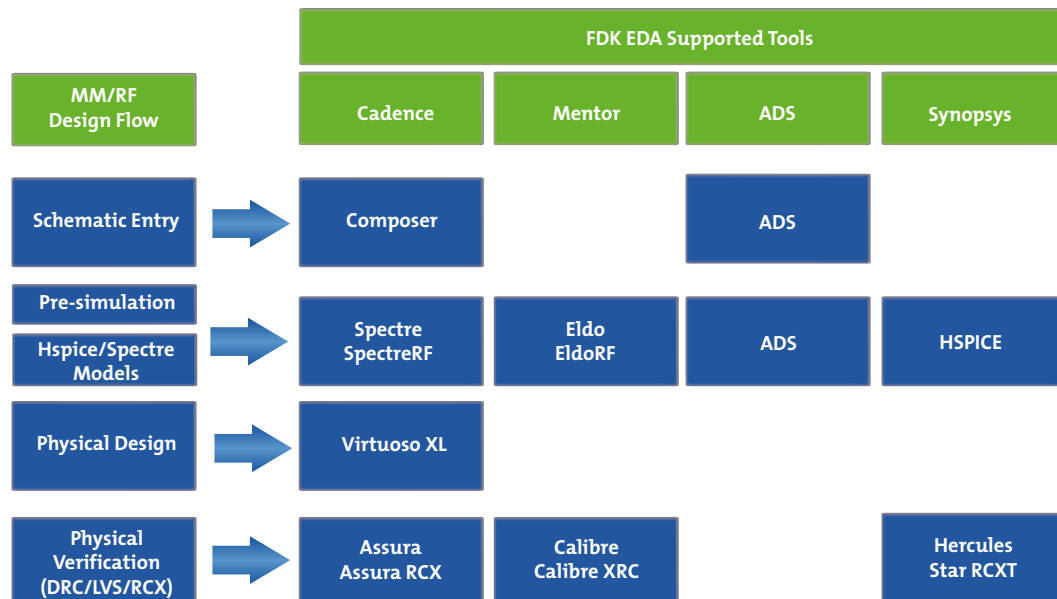 FDK EDA Supported Tools
MM/RF
Design Flow
Cadence
Mentor
ADS
Synopsys
Schematic Entry
Composer
ADS
Pre-simulation
Hspice/Spectre
Models
Spectre
SpectreRF
Eldo
EldoRF
ADS
HSPICE
Physical Design
Virtuoso XL
Physical
Verification
(DRC/LVS/RCX)
Assura
Assura RCX
Calibre
Calibre XRC
Hercules
Star RCXT